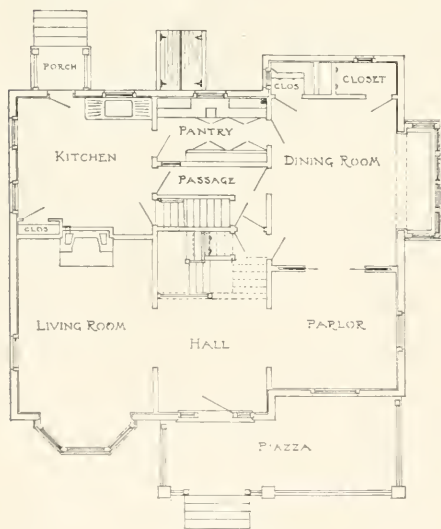 PORCH
CLOS
CLOSET
PANTRY
KITCHEN
DINING ROOM
PASSAGE
CLOS
LIVING ROOM
HALL
PARLOR
PIAZZA